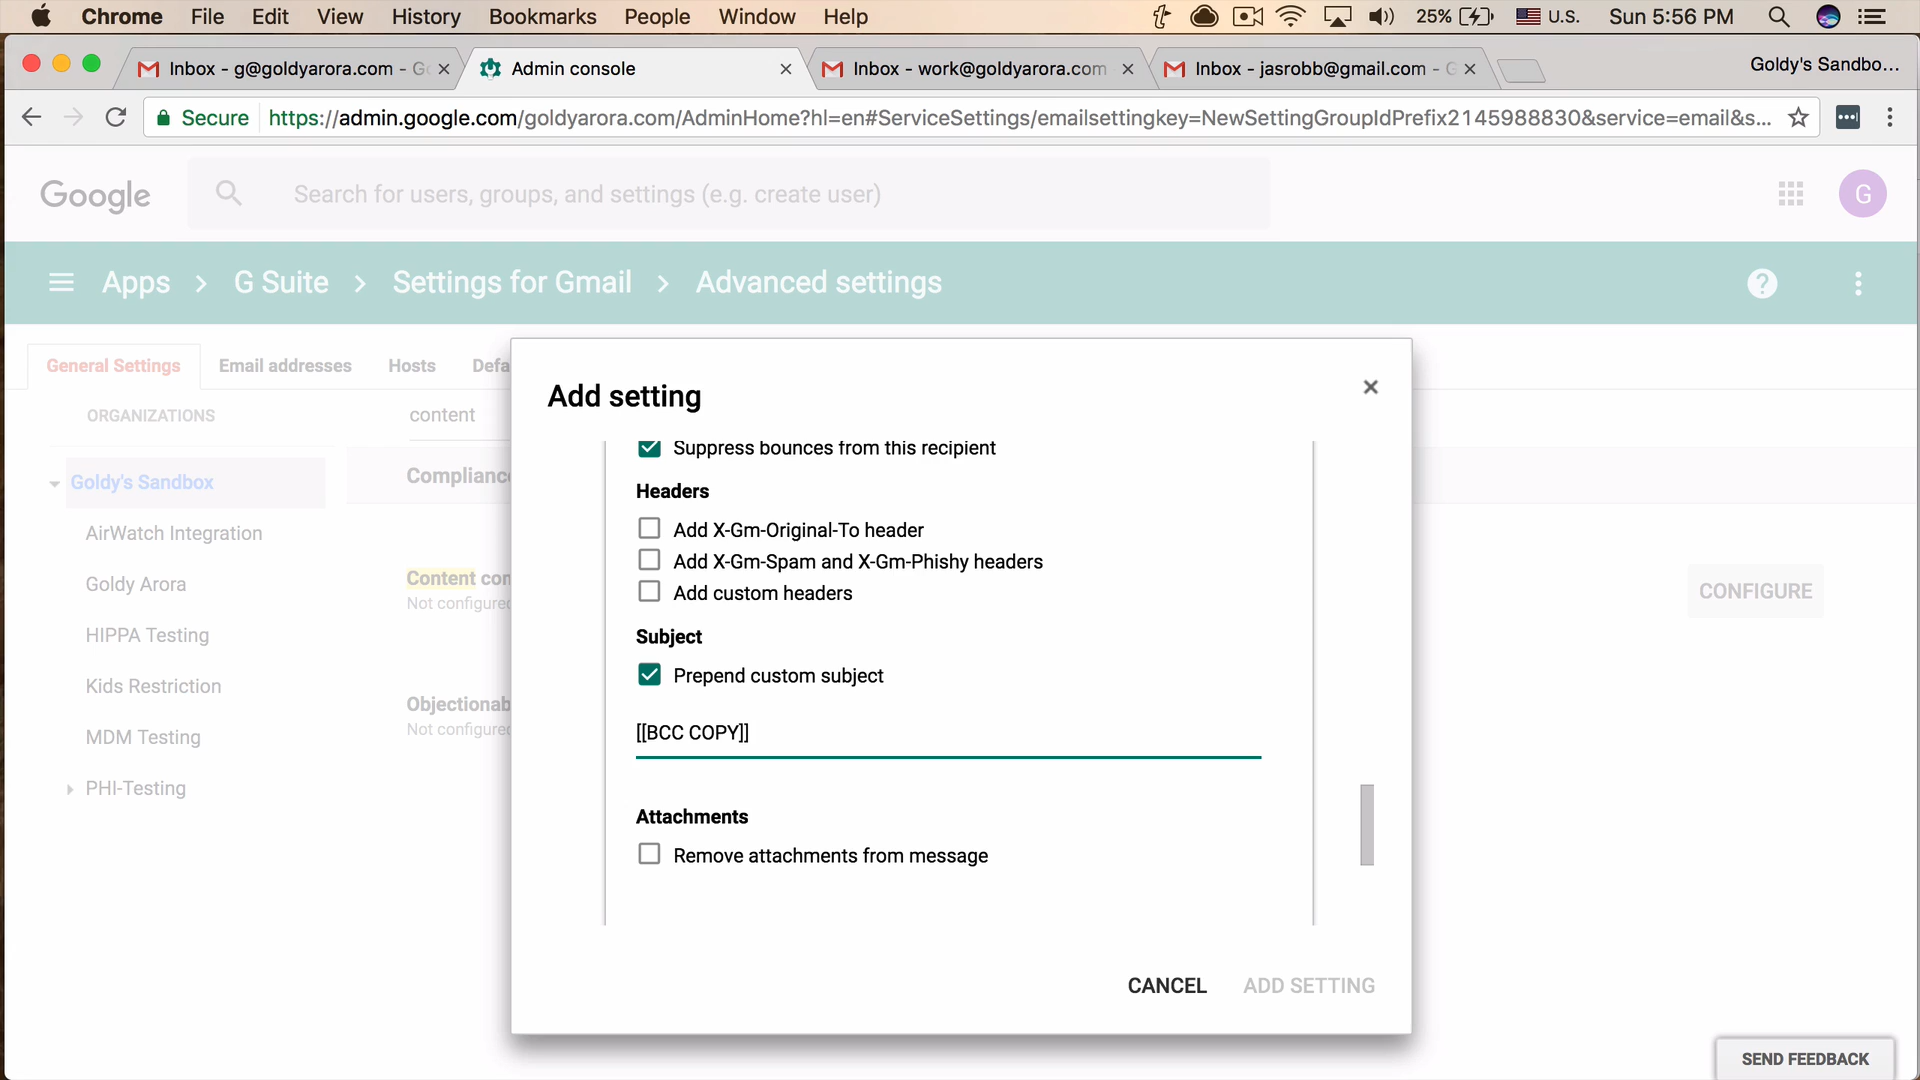 Chrome File Edit View History Bookmarks People Window Help 25% U.S. Sun 5:56 PM
Inbox - g@goldyarora.com - G Admin console Inbox - work@goldyarora.com Inbox - jasrobb@gmail.com - G Goldy's Sandbo...
Secure https://admin.google.com/goldyarora.com/AdminHome?hl=en#ServiceSettings/emailsettingkey=NewSettingGroupIdPrefix2145988830&service=email&s...
Google Search for users, groups, and settings (e.g. create user) G
Apps > G Suite > Settings for Gmail > Advanced settings ?
General Settings Email addresses Hosts Defa
ORGANIZATIONS
content
Goldy's Sandbox
AirWatch Integration
Goldy Arora
HIPPA Testing
Kids Restriction
MDM Testing
PHI-Testing
Compliance
Content con
Not configured
CONFIGURE
Objectionab
Not configured
Add setting
Suppress bounces from this recipient
Headers
Add X-Gm-Original-To header
Add X-Gm-Spam and X-Gm-Phishy headers
Add custom headers
Subject
Prepend custom subject
[[BCC COPY]]
Attachments
Remove attachments from message
CANCEL ADD SETTING
SEND FEEDBACK